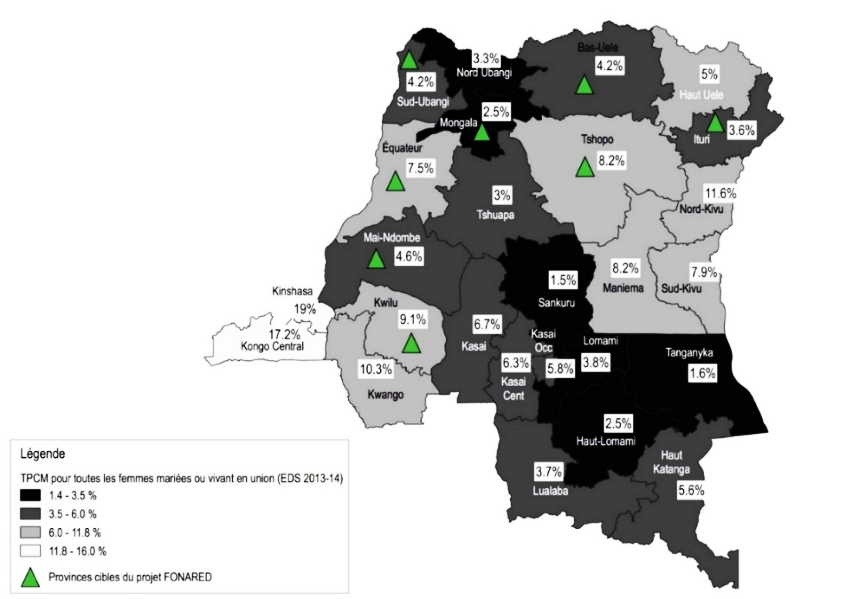 3.3%
Nord Ubangi
Bas-Uele
4.2%
5%
Haut Uele
4.2%
Sud-Ubangi
2.5%
Mongala
Ituri
3.6%
Équateur
7.5%
Tshopo
8.2%
3%
Tshuapa
11.6%
Nord-Kivu
Mai-Ndombe
4.6%
8.2%
Maniema
7.9%
Sud-Kivu
1.5%
Sankuru
Kinshasa
19%
Kwilu
9.1%
17.2%
Kongo Central
6.7%
Kasai
Kasai
Occ
5.8%
Lomami
3.8%
Tanganyka
1.6%
10.3%
Kwango
6.3%
Kasai
Cent
2.5%
Haut-Lomami
3.7%
Lualaba
Haut
Katanga
5.6%
Légende
TPCM pour toutes les femmes mariées ou vivant en union (EDS 2013-14)
1.4 - 3.5 %
3.5 - 6.0 %
6.0 - 11.8 %
11.8 - 16.0 %
Provinces cibles du projet FONARED